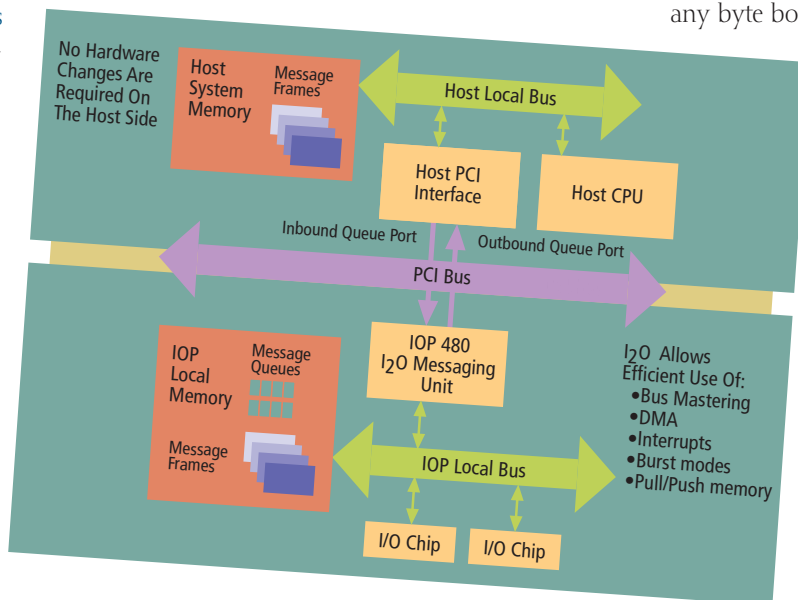 any byte bo
No Hardware
Changes Are
Required On
The Host Side
Host
System
Memory
Message
Frames
Host Local Bus
Host PCI
Interface
Host CPU
Inbound Queue Port
Outbound Queue Port
PCI Bus
IOP
Local
Memory
Message
Queues
Message
Frames
IOP 480
I2O Messaging
Unit
IOP Local Bus
I/O Chip
I/O Chip
I2O Allows
Efficient Use Of:
•Bus Mastering
•DMA
•Interrupts
•Burst modes
•Pull/Push memory